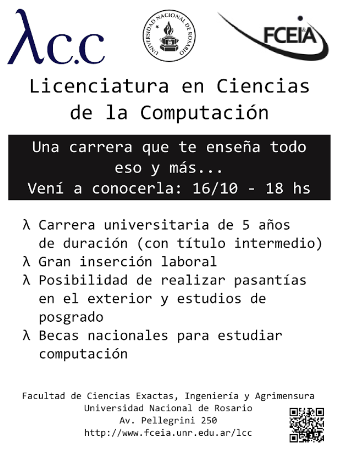 λcc
UNIVERSIDAD NACIONAL DE ROSARIO
FCEIA
Licenciatura en Ciencias
de la Computación
Una carrera que te enseña todo
eso y más...
Vení a conocerla: 16/10 - 18 hs
λ Carrera universitaria de 5 años
de duración (con título intermedio)
λ Gran inserción laboral
λ Posibilidad de realizar pasantías
en el exterior y estudios de
posgrado
λ Becas nacionales para estudiar
computación
Facultad de Ciencias Exactas, Ingeniería y Agrimensura
Universidad Nacional de Rosario
Av. Pellegrini 250
http://www.fceia.unr.edu.ar/lcc